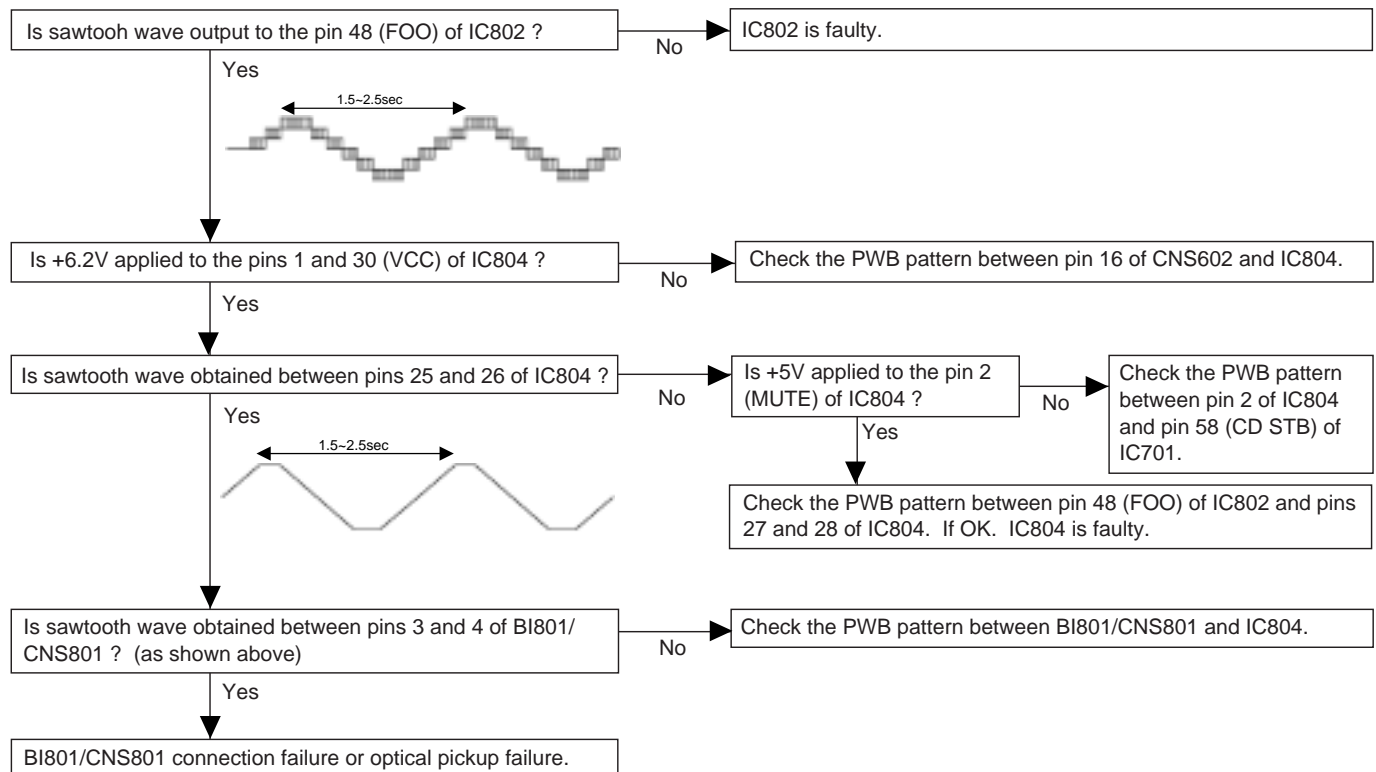 Is sawtooh wave output to the pin 48 (FOO) of IC802 ?
No
IC802 is faulty.
Yes
1.5~2.5sec
Is +6.2V applied to the pins 1 and 30 (VCC) of IC804 ?
No
Check the PWB pattern between pin 16 of CNS602 and IC804.
Yes
Is sawtooth wave obtained between pins 25 and 26 of IC804 ?
No
Is +5V applied to the pin 2
(MUTE) of IC804 ?
No
Check the PWB pattern
between pin 2 of IC804
and pin 58 (CD STB) of
IC701.
Yes
1.5~2.5sec
Yes
Check the PWB pattern between pin 48 (FOO) of IC802 and pins
27 and 28 of IC804. If OK. IC804 is faulty.
Is sawtooth wave obtained between pins 3 and 4 of BI801/
CNS801 ? (as shown above)
No
Check the PWB pattern between BI801/CNS801 and IC804.
Yes
BI801/CNS801 connection failure or optical pickup failure.